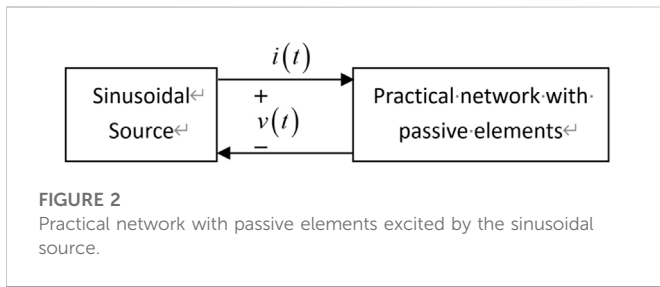 i(t)
Sinusoidal↵
Source↵
+
v(t)
−
Practical·network·with·
passive·elements↵
FIGURE 2
Practical network with passive elements excited by the sinusoidal
source.